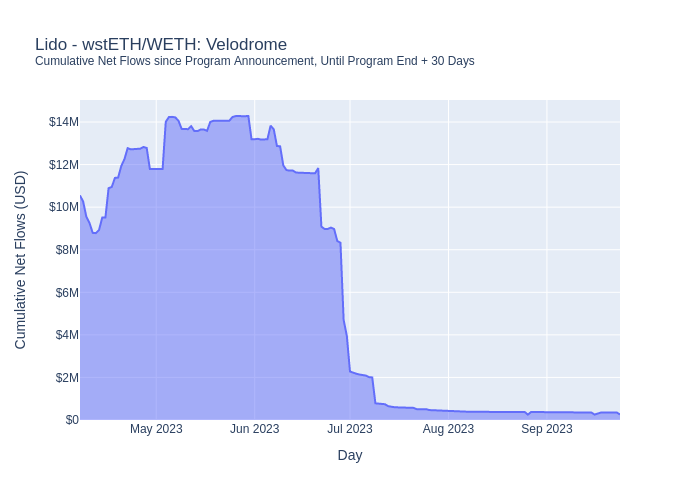 Lido - wstETH/WETH: Velodrome
Cumulative Net Flows since Program Announcement, Until Program End + 30 Days
Cumulative Net Flows (USD)
$14M
$12M
$10M
$8M
$6M
$4M
$2M
$0
May 2023
Jun 2023
Jul 2023
Aug 2023
Sep 2023
Day